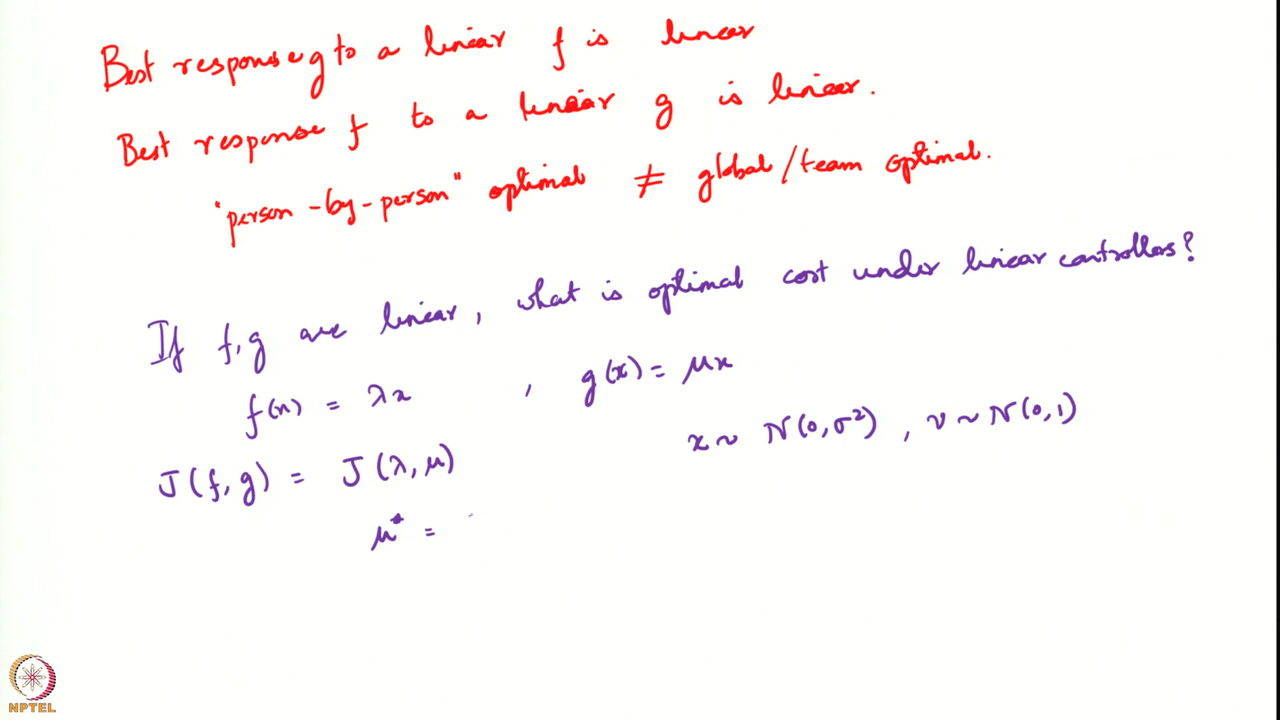 Best response g to a linear f is linear
Best response f to a linear g is linear.
"person-by-person" optimal ≠ global/team optimal.
If f,g are linear, what is optimal cost under linear controllers?
f(x) = λx , g(x) = μx
x ~ N(0,σ²) , v ~ N(0,1)
J(f,g) = J(λ,μ)
μ* =
NPTEL